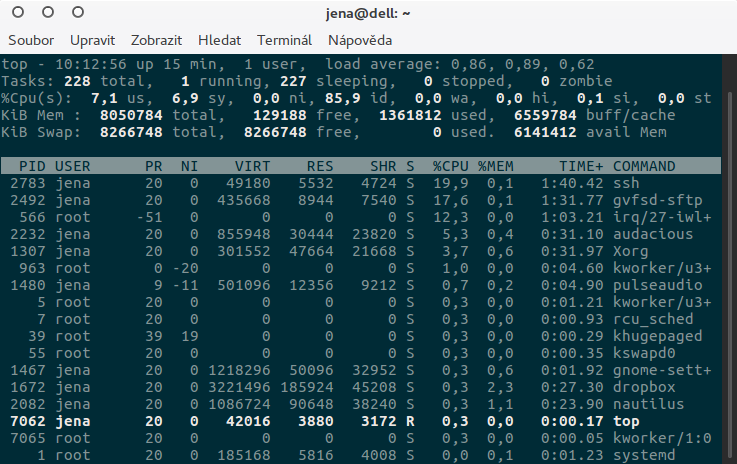 jena@dell: ~
Soubor Upravit Zobrazit Hledat Terminál Nápověda
top - 10:12:56 up 15 min,  1 user,  load average: 0,86, 0,89, 0,62
Tasks: 228 total,   1 running, 227 sleeping,   0 stopped,   0 zombie
%Cpu(s):  7,1 us,  6,9 sy,  0,0 ni, 85,9 id,  0,0 wa,  0,0 hi,  0,1 si,  0,0 st
KiB Mem :  8050784 total,   129188 free,  1361812 used,  6559784 buff/cache
KiB Swap:  8266748 total,  8266748 free,        0 used.  6141412 avail Mem
PID USER      PR  NI    VIRT    RES    SHR S  %CPU %MEM     TIME+ COMMAND
2783 jena      20   0   49180   5532   4724 S  19,9  0,1   1:40.42 ssh
2492 jena      20   0  435668   8944   7540 S  17,6  0,1   1:31.77 gvfsd-sftp
566 root     -51   0       0      0      0 S  12,3  0,0   1:03.21 irq/27-iwl+
2232 jena      20   0  855948  30444  23820 S   5,3  0,4   0:31.10 audacious
1307 jena      20   0  301552  47664  21668 S   3,7  0,6   0:31.97 Xorg
963 root       0 -20       0      0      0 S   1,0  0,0   0:04.60 kworker/u3+
1480 jena       9 -11  501096  12356   9212 S   0,7  0,2   0:04.90 pulseaudio
5 root      20   0       0      0      0 S   0,3  0,0   0:01.21 kworker/u3+
7 root      20   0       0      0      0 S   0,3  0,0   0:00.93 rcu_sched
39 root      39  19       0      0      0 S   0,3  0,0   0:00.29 khugepaged
55 root      20   0       0      0      0 S   0,3  0,0   0:00.35 kswapd0
1467 jena      20   0 1218296  50096  32952 S   0,3  0,6   0:01.92 gnome-sett+
1672 jena      20   0 3221496 185924  45208 S   0,3  2,3   0:27.30 dropbox
2082 jena      20   0 1086724  90648  38240 S   0,3  1,1   0:23.90 nautilus
7062 jena      20   0   42016   3880   3172 R   0,3  0,0   0:00.17 top
7065 root      20   0       0      0      0 S   0,3  0,0   0:00.05 kworker/1:0
1 root      20   0  185168   5816   4008 S   0,0  0,1   0:01.23 systemd